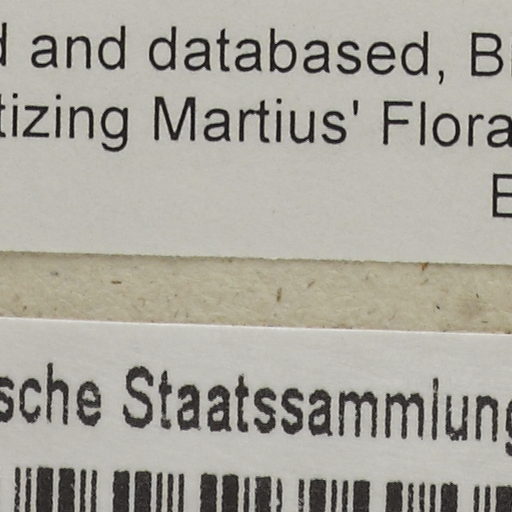 d and databased, B
tizing Martius' Flora
E
sche Staatssammlung